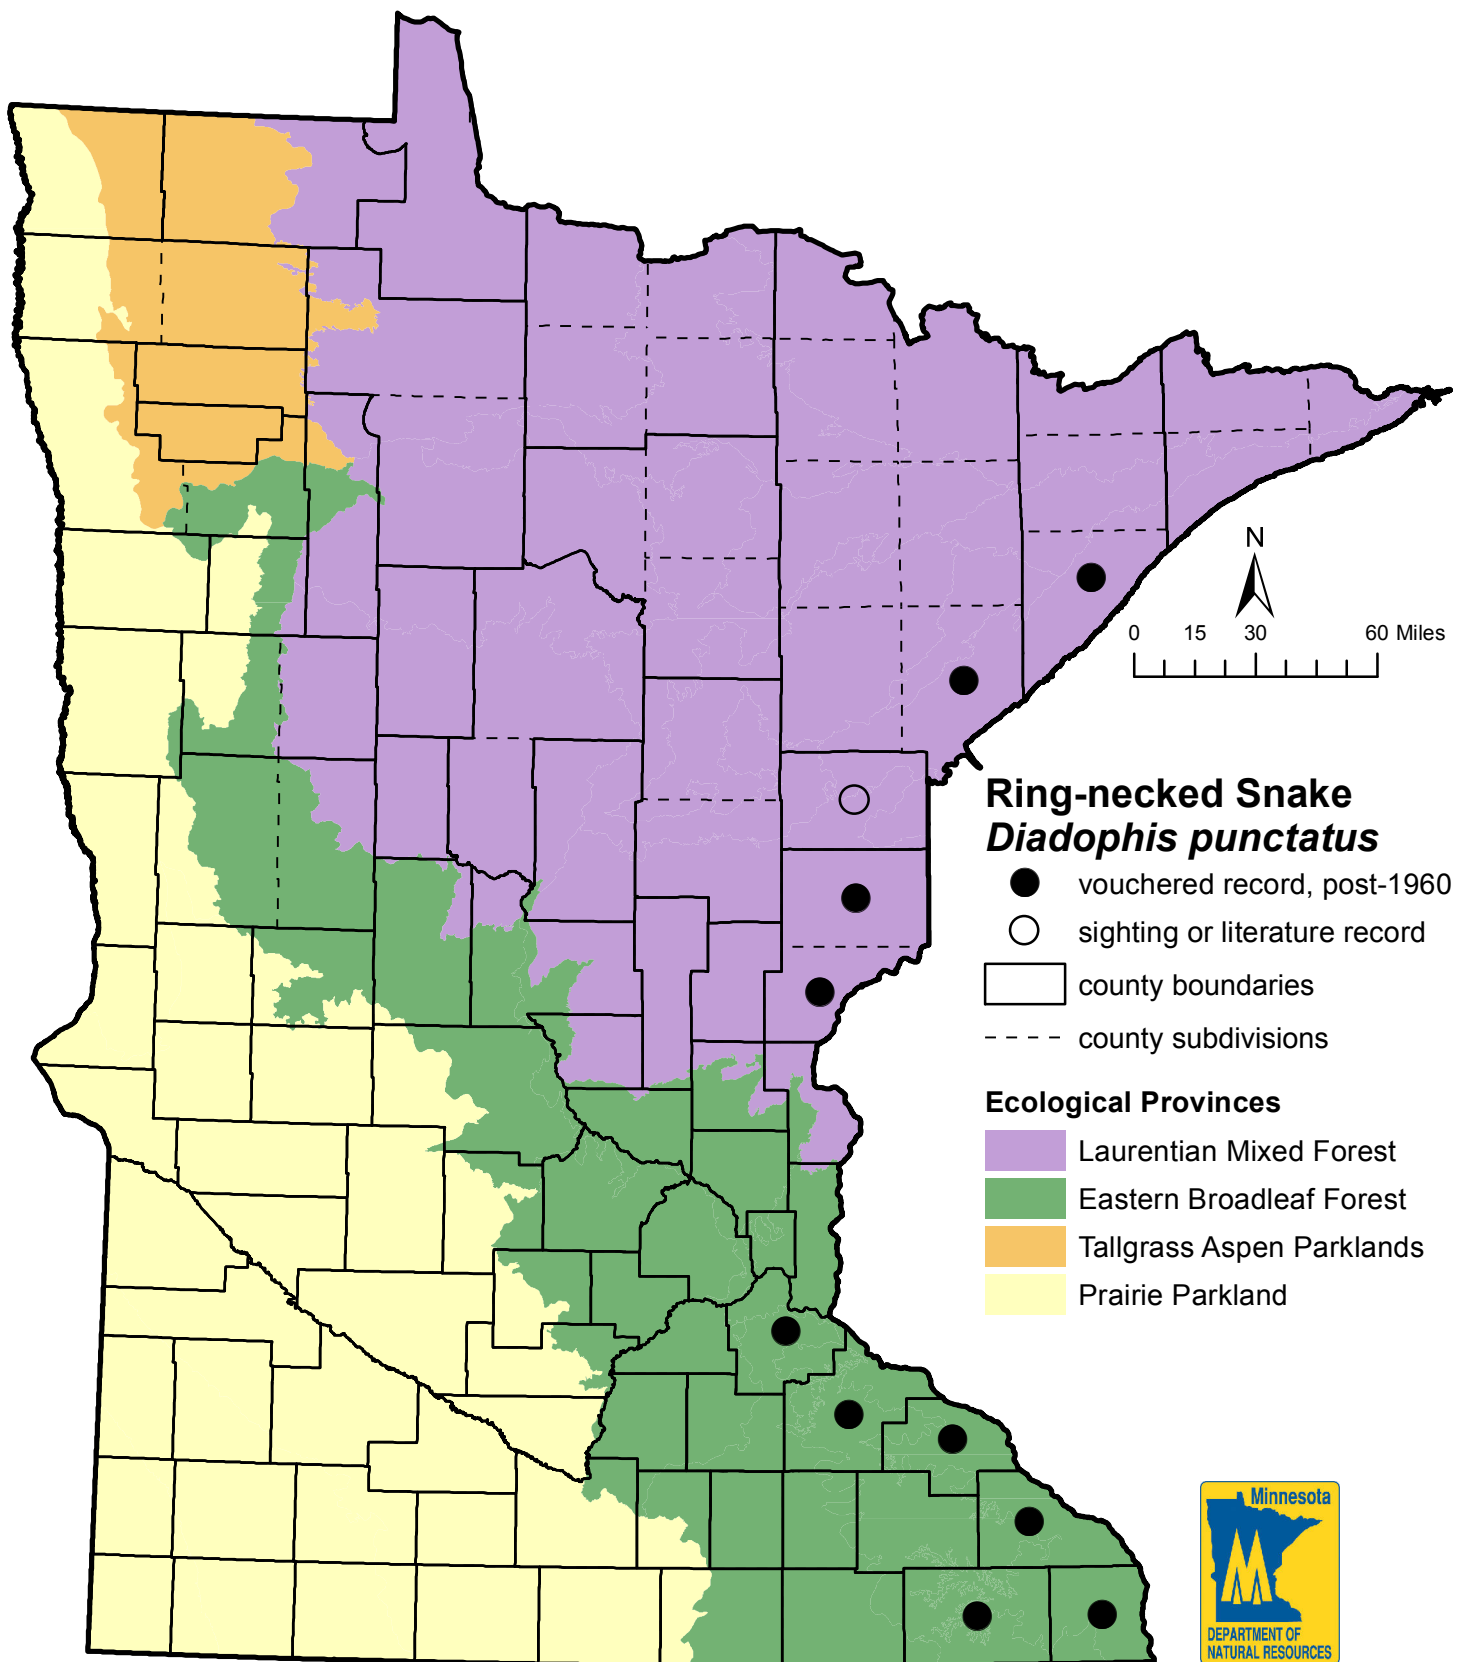 N
0 15 30 60 Miles
Ring-necked Snake
Diadophis punctatus
vouchered record, post-1960
sighting or literature record
county boundaries
county subdivisions
Ecological Provinces
Laurentian Mixed Forest
Eastern Broadleaf Forest
Tallgrass Aspen Parklands
Prairie Parkland
Minnesota
DEPARTMENT OF
NATURAL RESOURCES